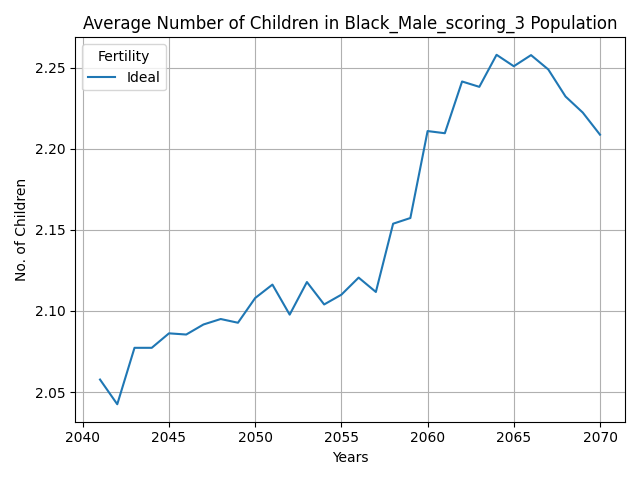 Average Number of Children in Black_Male_scoring_3 Population
Fertility
Ideal
No. of Children
2.25
2.20
2.15
2.10
2.05
2040 2045 2050 2055 2060 2065 2070
Years